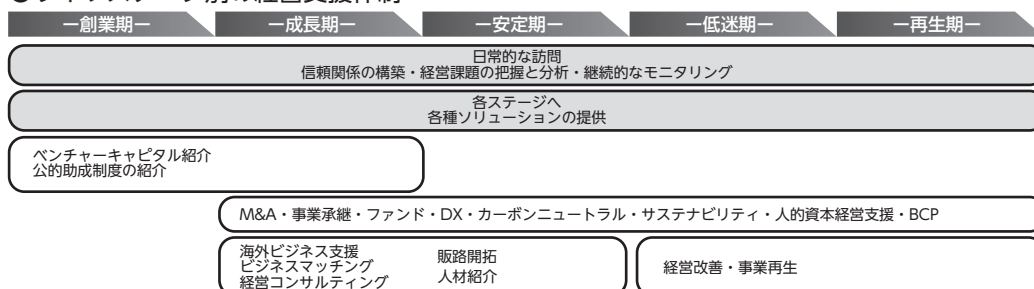 ー創業期ー
ー成長期ー
ー安定期ー
ー低迷期ー
ー再生期ー
日常的な訪問
信頼関係の構築・経営課題の把握と分析・継続的なモニタリング
各ステージへ
各種ソリューションの提供
ベンチャーキャピタル紹介
公的助成制度の紹介
M&A・事業承継・ファンド・DX・カーボンニュートラル・サステナビリティ・人的資本経営支援・BCP
海外ビジネス支援
ビジネスマッチング
経営コンサルティング
販路開拓
人材紹介
経営改善・事業再生